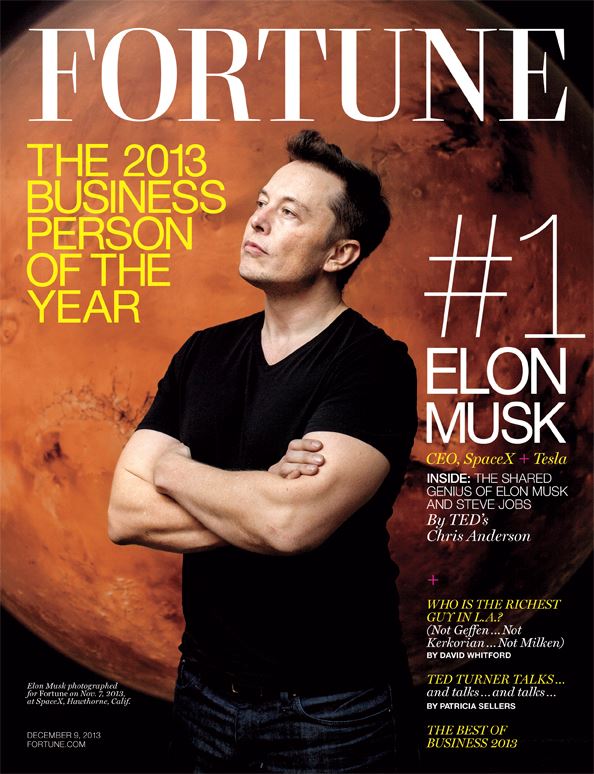 FORTUNE
THE 2013
BUSINESS
PERSON
OF THE
YEAR
#1
ELON
MUSK
CEO, SpaceX + Tesla
INSIDE: THE SHARED
GENIUS OF ELON MUSK
AND STEVE JOBS
By TED's
Chris Anderson
+
WHO IS THE RICHEST
GUY IN L.A.?
(Not Geffen...Not
Kerkorian...Not Milken)
BY DAVID WHITFORD
TED TURNER TALKS...
and talks...and talks...
BY PATRICIA SELLERS
THE BEST OF
BUSINESS 2013
Elon Musk photographed
for Fortune on Nov. 7, 2013,
at SpaceX, Hawthorne, Calif.
DECEMBER 9, 2013
FORTUNE.COM